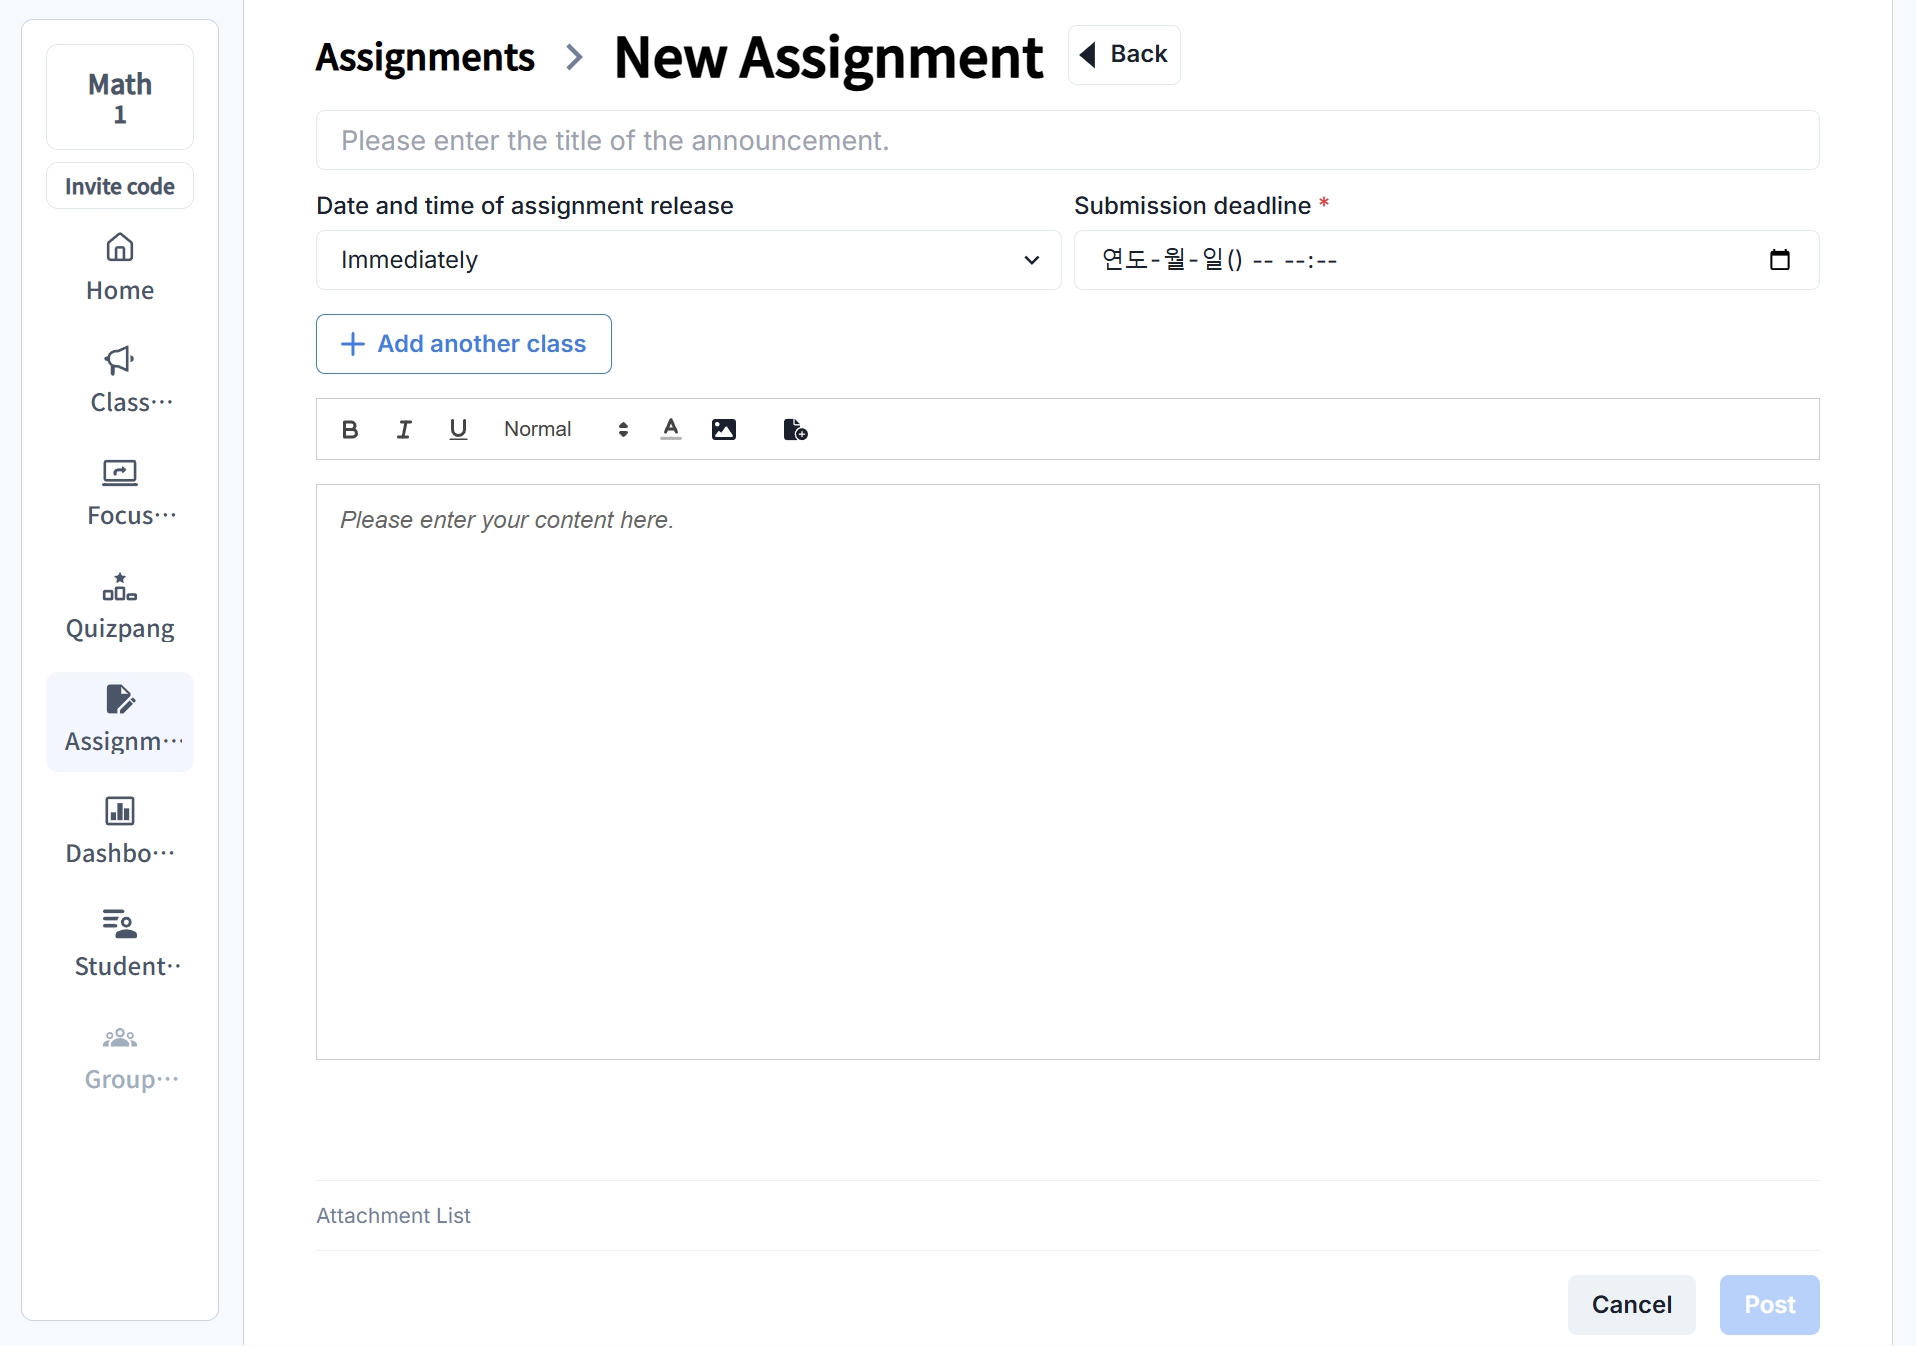 Math
1
Invite code
Home
Class···
Focus···
Quizpang
Assignm···
Dashbo···
Student··
Group···
Assignments > New Assignment
Back
Please enter the title of the announcement.
Date and time of assignment release
Submission deadline *
Immediately
연도-월-일() -- --:--
+ Add another class
B I U Normal A
Please enter your content here.
Attachment List
Cancel
Post